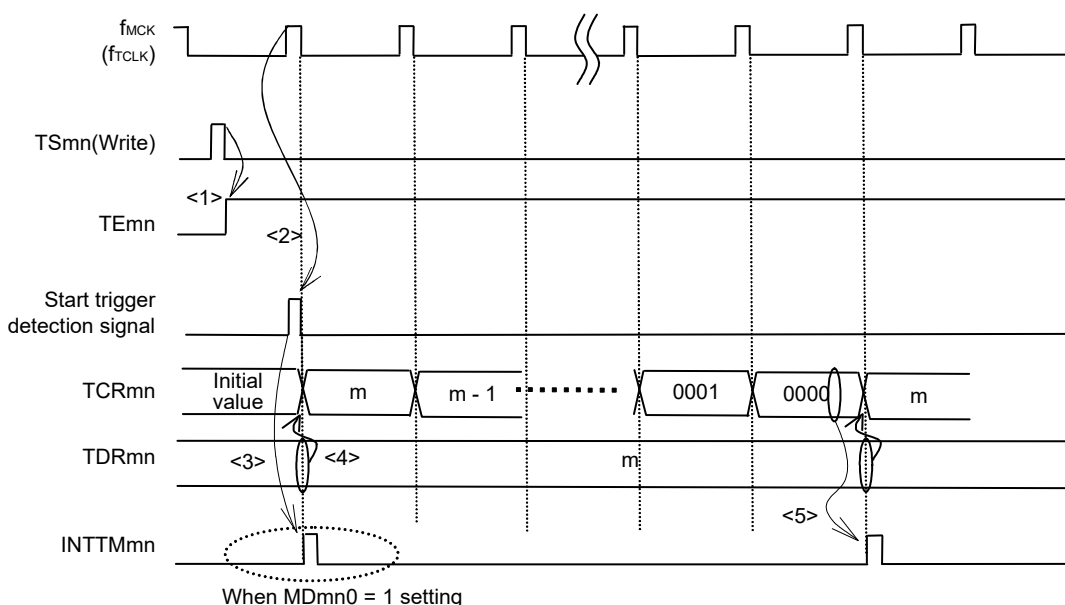 fMCK
(fTCLK)
TSmn(Write)
<1>
TEmn
<2>
Start trigger
detection signal
TCRmn
Initial
value
m
m - 1
0001
0000
m
TDRmn
<3>
<4>
m
<5>
INTTMmn
When MDmn0 = 1 setting